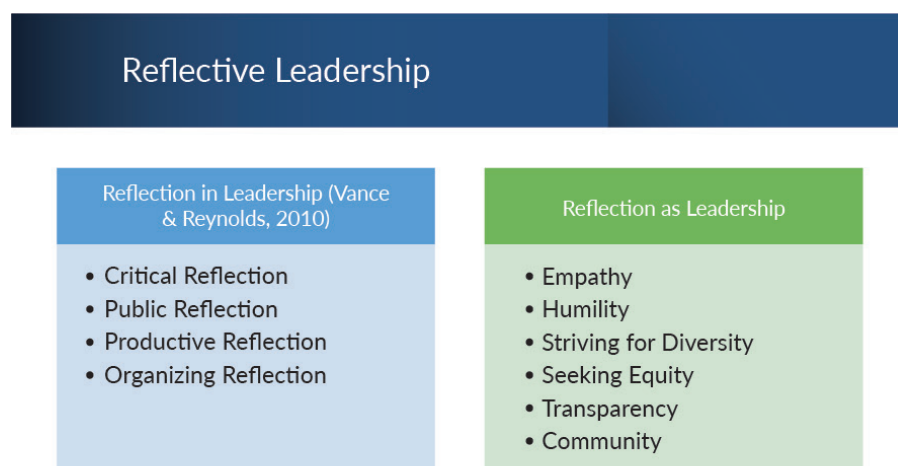 Reflective Leadership
Reflection in Leadership (Vance
& Reynolds, 2010)
• Critical Reflection
• Public Reflection
• Productive Reflection
• Organizing Reflection
Reflection as Leadership
• Empathy
• Humility
• Striving for Diversity
• Seeking Equity
• Transparency
• Community